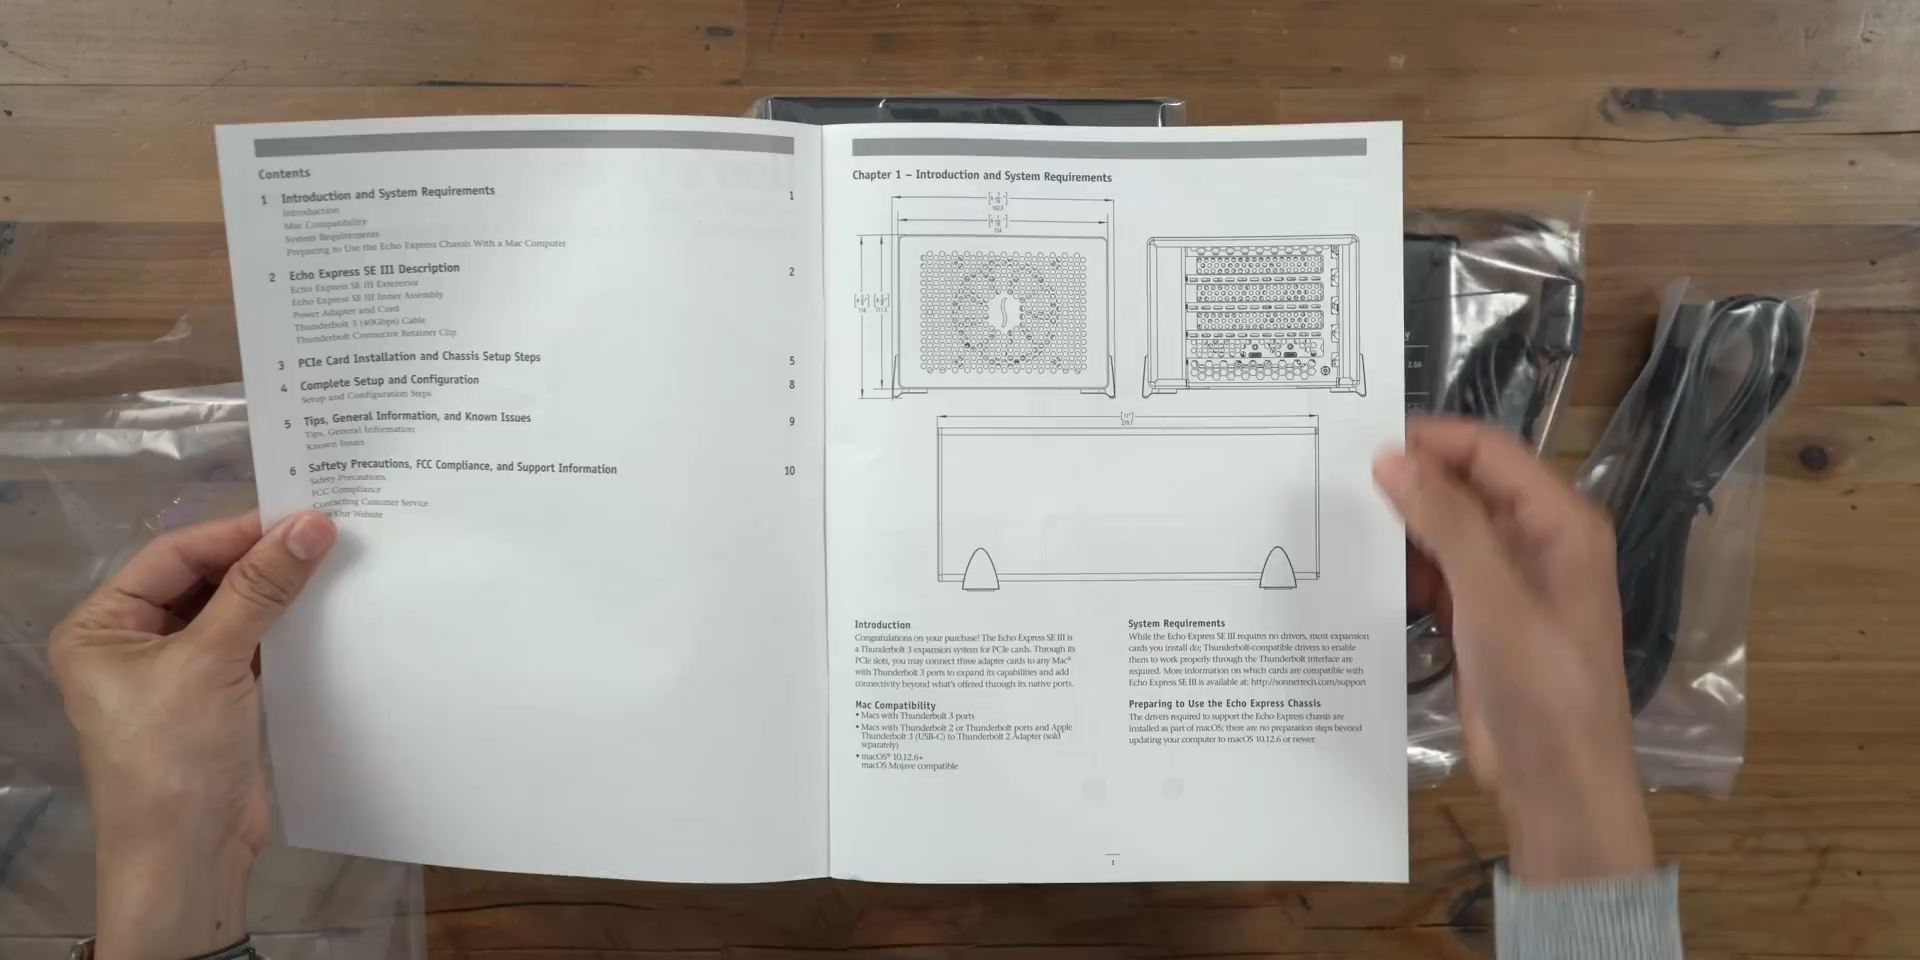 Contents
1 Introduction and System Requirements 1
Introduction
Mac Compatibility
System Requirements
Preparing to Use the Echo Express Chassis With a Mac Computer
2 Echo Express SE III Description 2
Echo Express SE III Extererior
Echo Express SE III Inner Assembly
Power Adapter and Cord
Thunderbolt 3 (40Gbps) Cable
Thunderbolt Connector Retainer Clip
3 PCIe Card Installation and Chassis Setup Steps 5
4 Complete Setup and Configuration 8
Setup and Configuration Steps
5 Tips, General Information, and Known Issues 9
Tips, General Information
Known Issues
6 Saftety Precautions, FCC Compliance, and Support Information 10
Safety Precautions
FCC Compliance
Contacting Customer Service
Our Website
Chapter 1 – Introduction and System Requirements
Introduction
Congratulations on your purchase! The Echo Express SE III is
a Thunderbolt 3 expansion system for PCIe cards. Through its
PCIe slots, you may connect three adapter cards to any Mac®
with Thunderbolt 3 ports to expand its capabilities and add
connectivity beyond what's offered through its native ports.
Mac Compatibility
• Macs with Thunderbolt 3 ports
• Macs with Thunderbolt 2 or Thunderbolt ports and Apple
Thunderbolt 3 (USB-C) to Thunderbolt 2 Adapter (sold
separately)
• macOS® 10.12.6+
macOS Mojave compatible
System Requirements
While the Echo Express SE III requires no drivers, most expansion
cards you install do; Thunderbolt-compatible drivers to enable
them to work properly through the Thunderbolt interface are
required. More information on which cards are compatible with
Echo Express SE III is available at: http://sonnettech.com/support
Preparing to Use the Echo Express Chassis
The drivers required to support the Echo Express chassis are
installed as part of macOS; there are no preparation steps beyond
updating your computer to macOS 10.12.6 or newer.
1